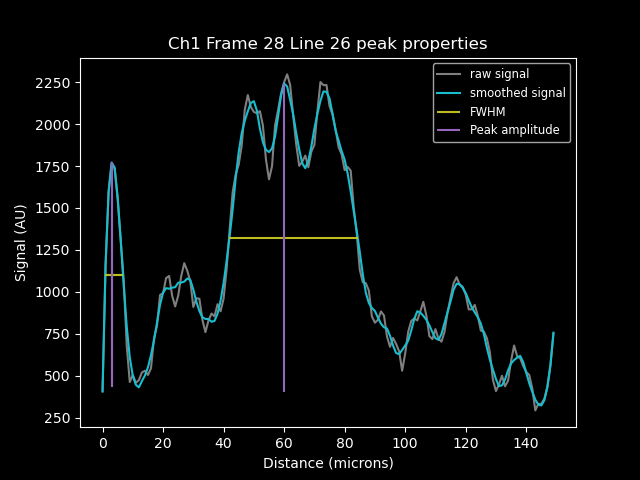 Ch1 Frame 28 Line 26 peak properties
raw signal
smoothed signal
FWHM
Peak amplitude
Signal (AU)
2250
2000
1750
1500
1250
1000
750
500
250
0 20 40 60 80 100 120 140
Distance (microns)